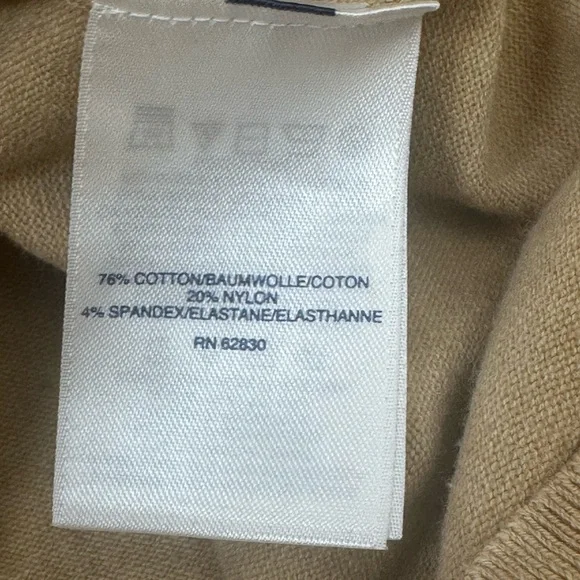 76% COTTON/BAUMWOLLE/COTON
20% NYLON
4% SPANDEX/ELASTANE/ELASTHANNE
RN 62830